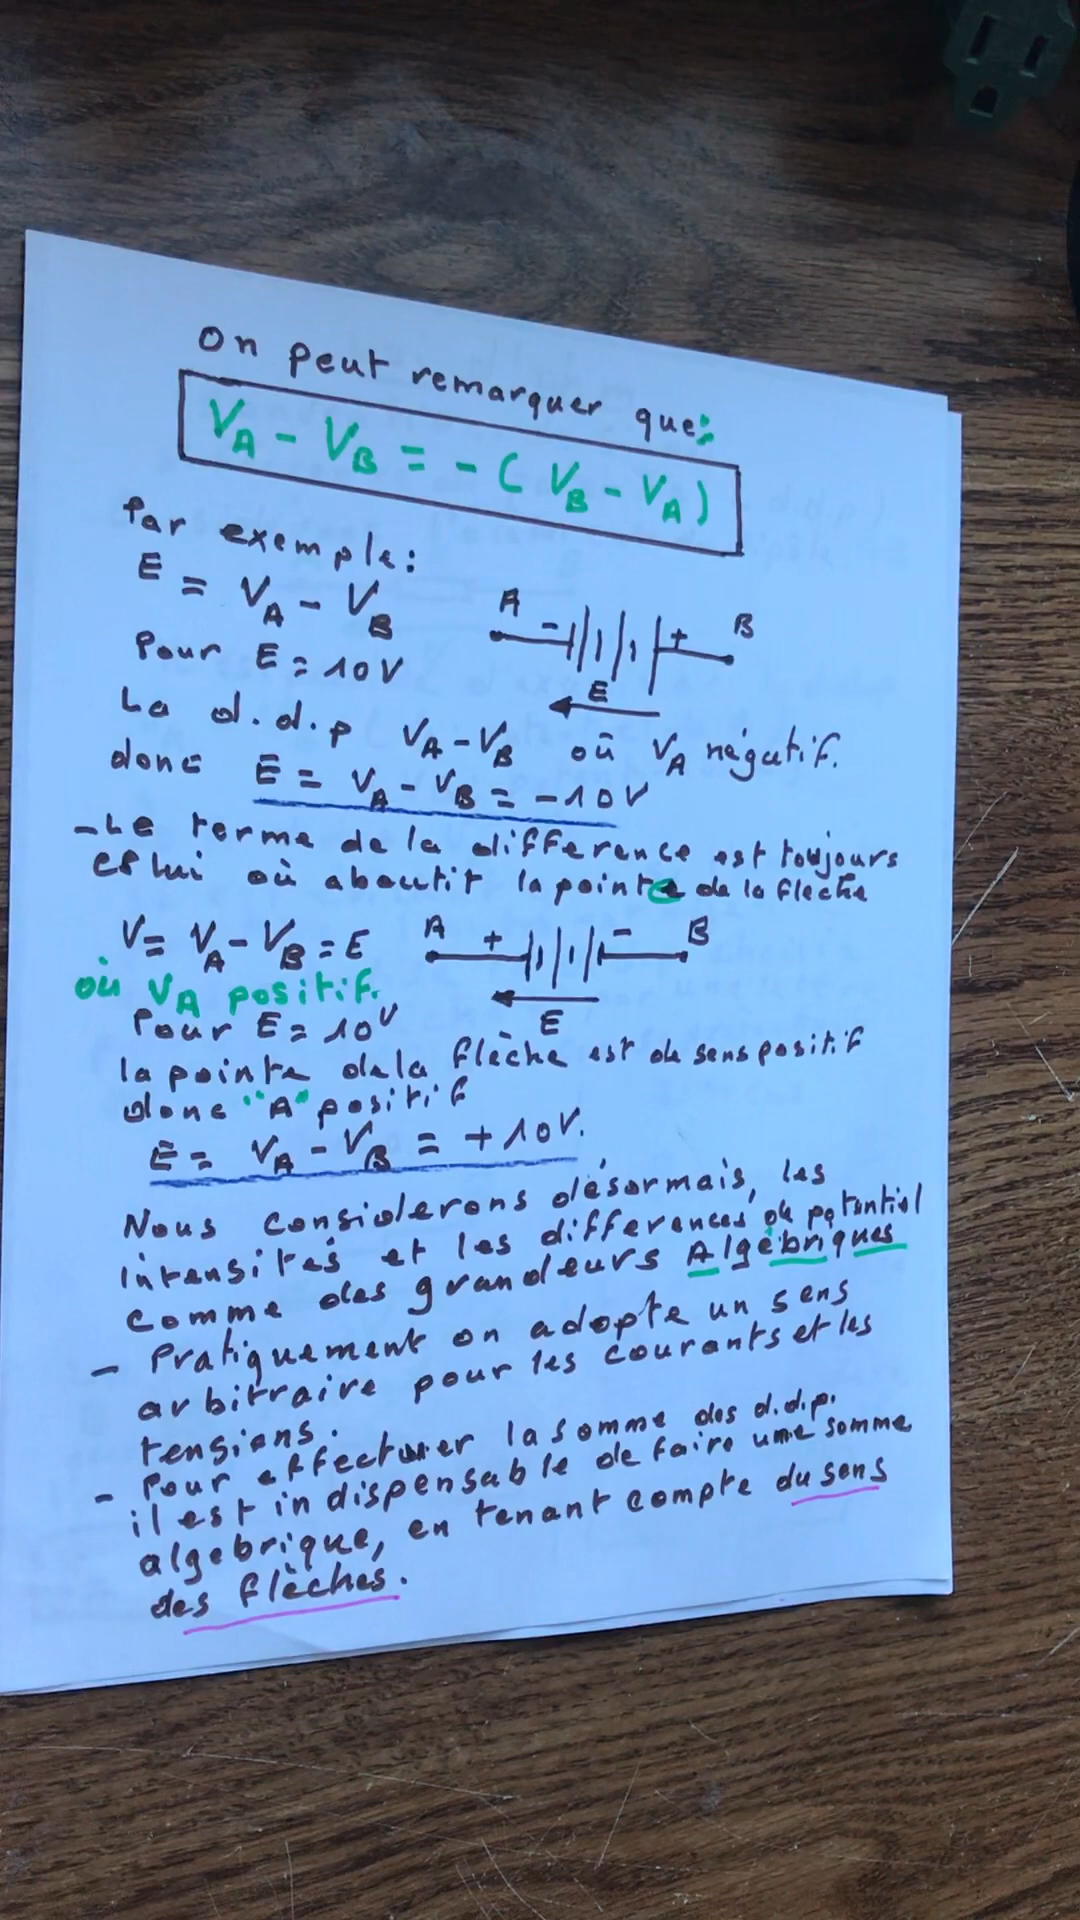 On peut remarquer que:
VA - VB = - ( VB - VA )
Par exemple:
E = VA - VB
A - + B
Pour E = 10V
E
La d.d.p VA - VB où VA négatif.
donc E = VA - VB = -10V
- Le terme de la difference est toujours
celui où aboutit la pointe de la flèche
V = VA - VB = E
A + - B
où VA positif.
Pour E = 10V
E
la pointe de la flèche est de sens positif
donc "A" positif
E = VA - VB = +10V.
Nous considerons désormais, les
intensités et les differences de potentiel
comme des grandeurs Algébriques
- Pratiquement on adopte un sens
arbitraire pour les courants et les
tensions.
- Pour effectuer la somme des d.d.p.
il est indispensable de faire une somme
algebrique, en tenant compte du sens
des flèches.